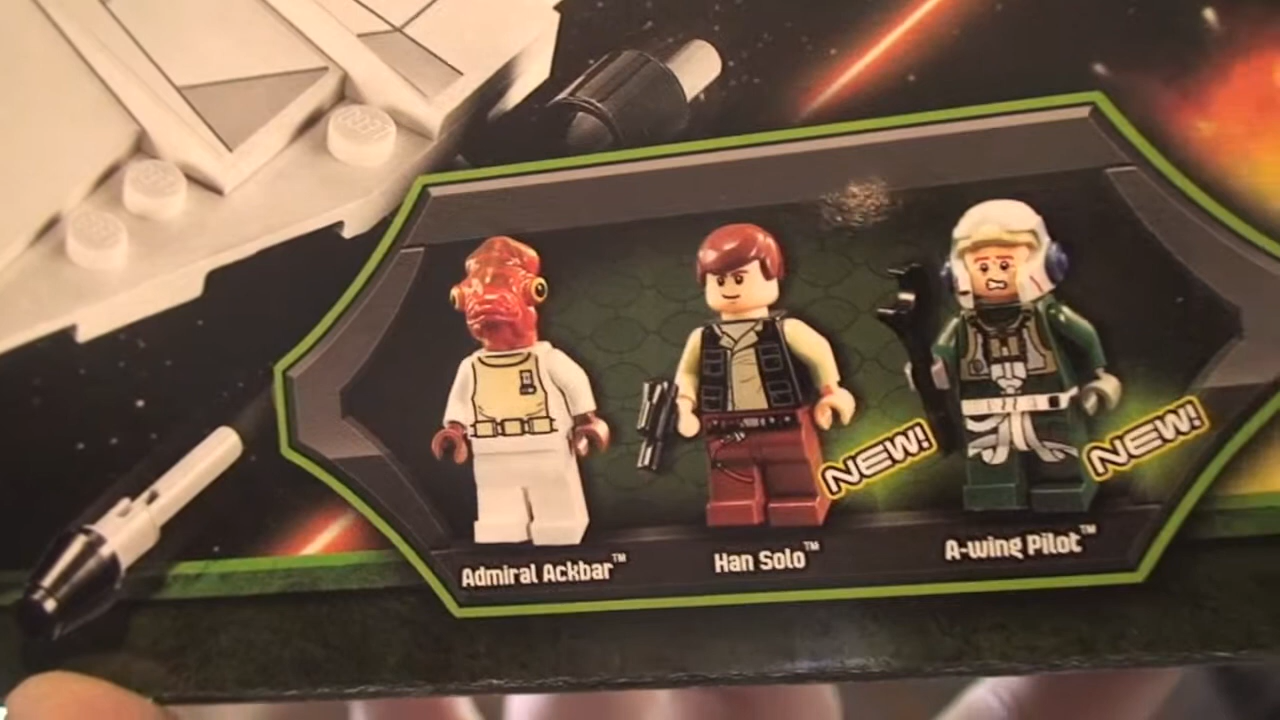 NEW!
NEW!
Admiral Ackbar™
Han Solo™
A-wing Pilot™